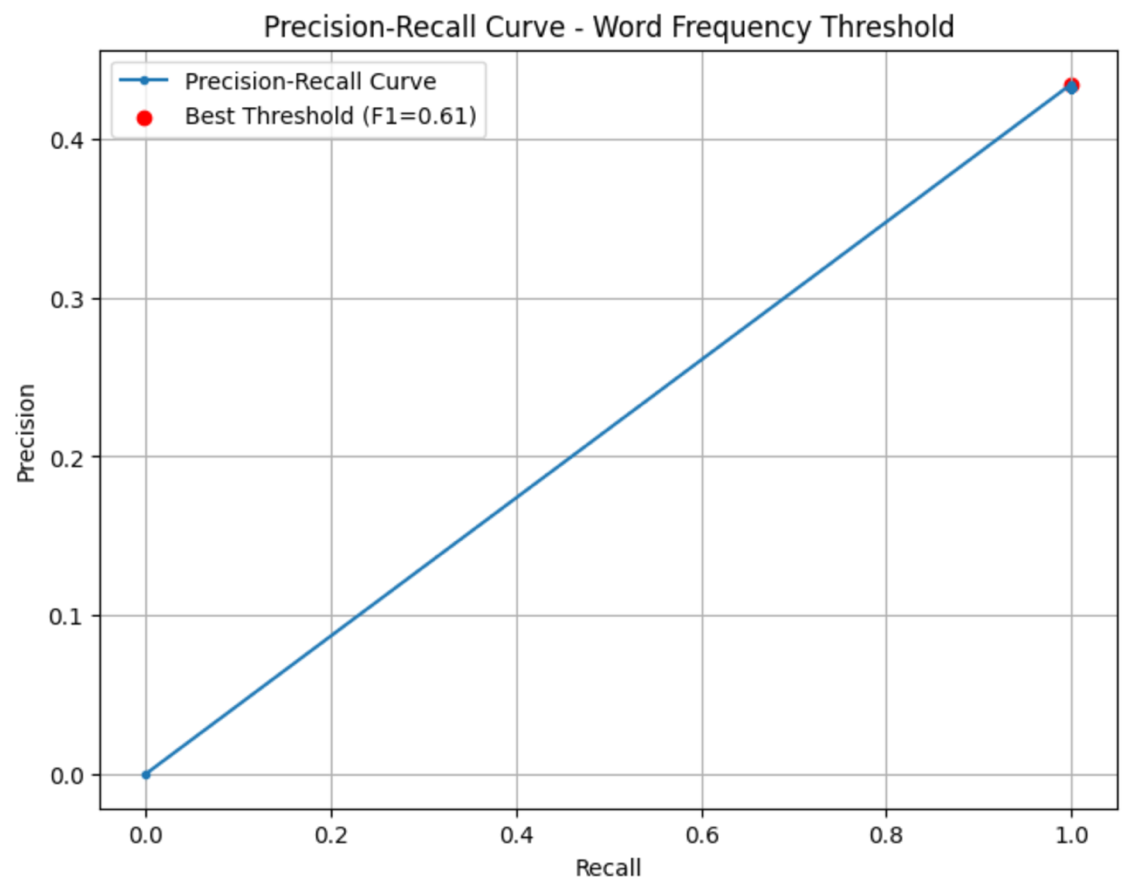 Precision-Recall Curve - Word Frequency Threshold
Precision-Recall Curve
Best Threshold (F1=0.61)
0.4
0.3
0.2
0.1
0.0
Precision
0.0 0.2 0.4 0.6 0.8 1.0
Recall